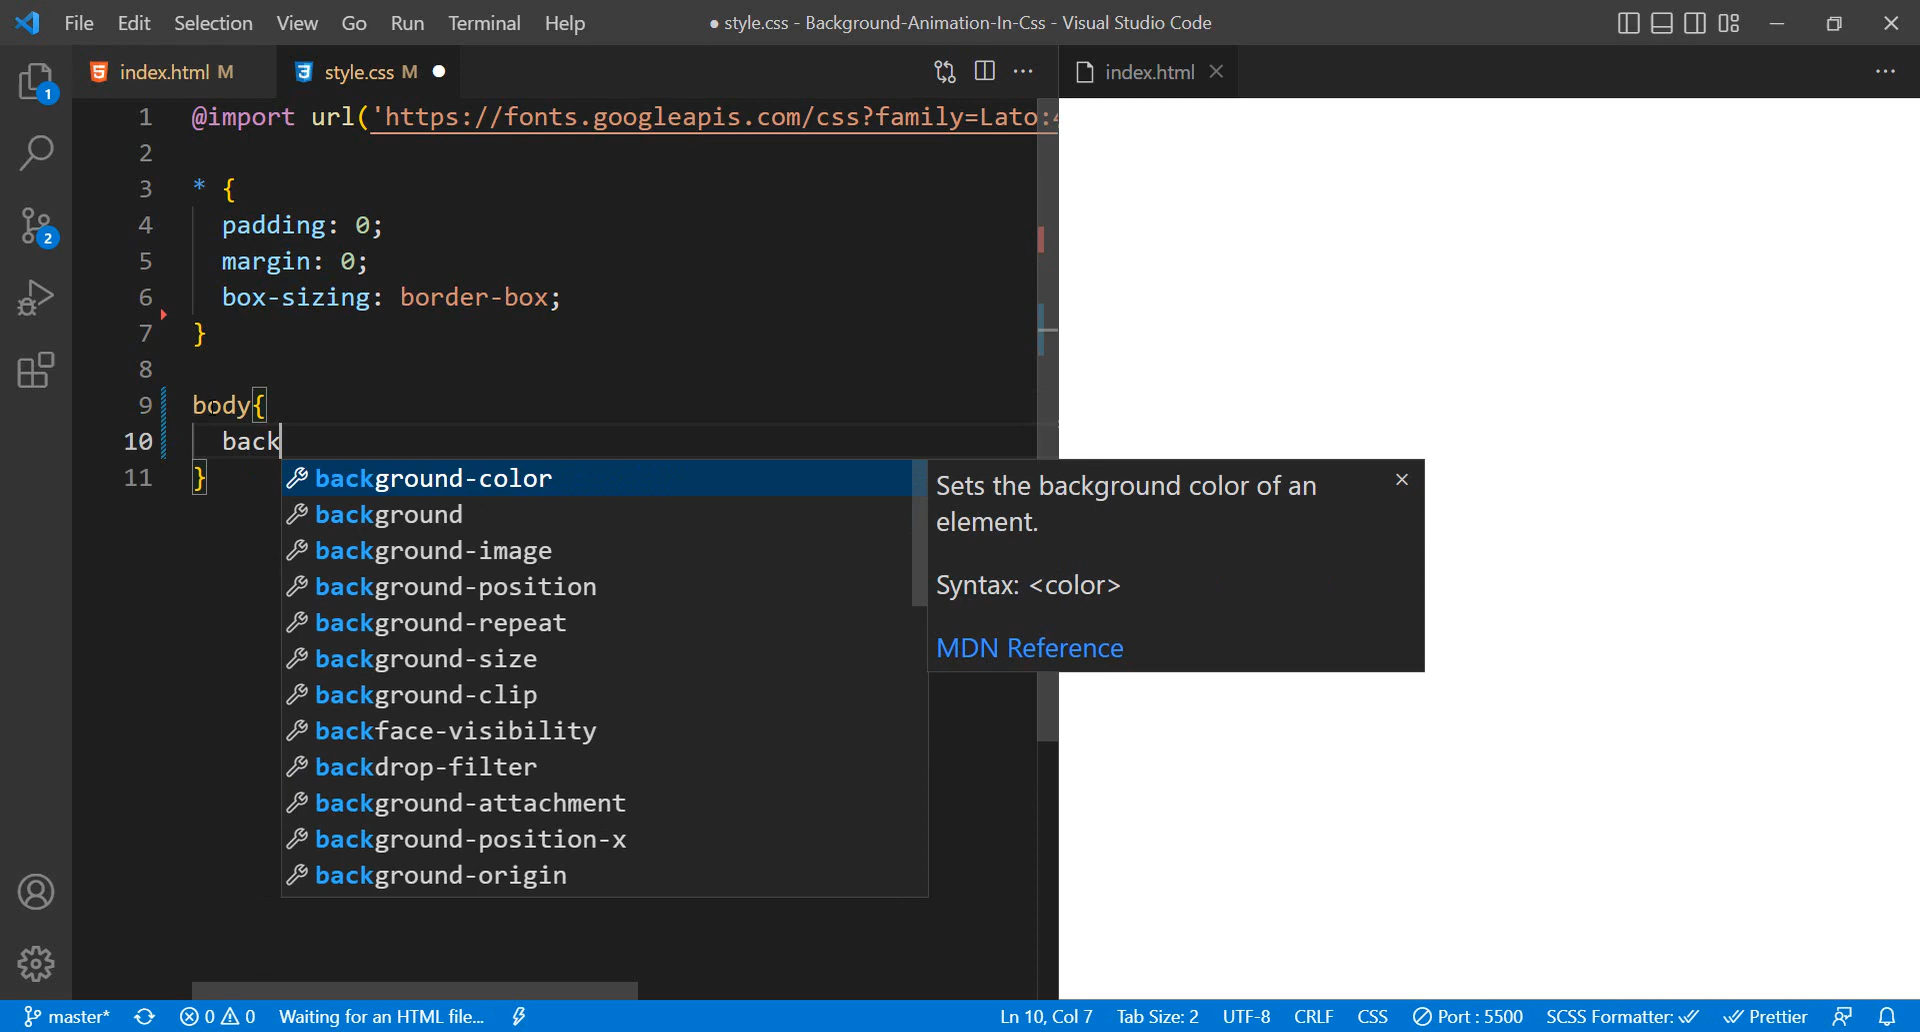 File Edit Selection View Go Run Terminal Help ● style.css - Background-Animation-In-Css - Visual Studio Code
index.html M style.css M ● index.html
1
1 @import url('https://fonts.googleapis.com/css?family=Lato:4
2
3 * {
4 padding: 0;
5 margin: 0;
6 box-sizing: border-box;
7 }
8
9 body{
10 back
11 }
2
background-color
background
background-image
background-position
background-repeat
background-size
background-clip
backface-visibility
backdrop-filter
background-attachment
background-position-x
background-origin
Sets the background color of an
element.
Syntax: <color>
MDN Reference
master* 0 0 Waiting for an HTML file... Ln 10, Col 7 Tab Size: 2 UTF-8 CRLF CSS Port : 5500 SCSS Formatter: Prettier